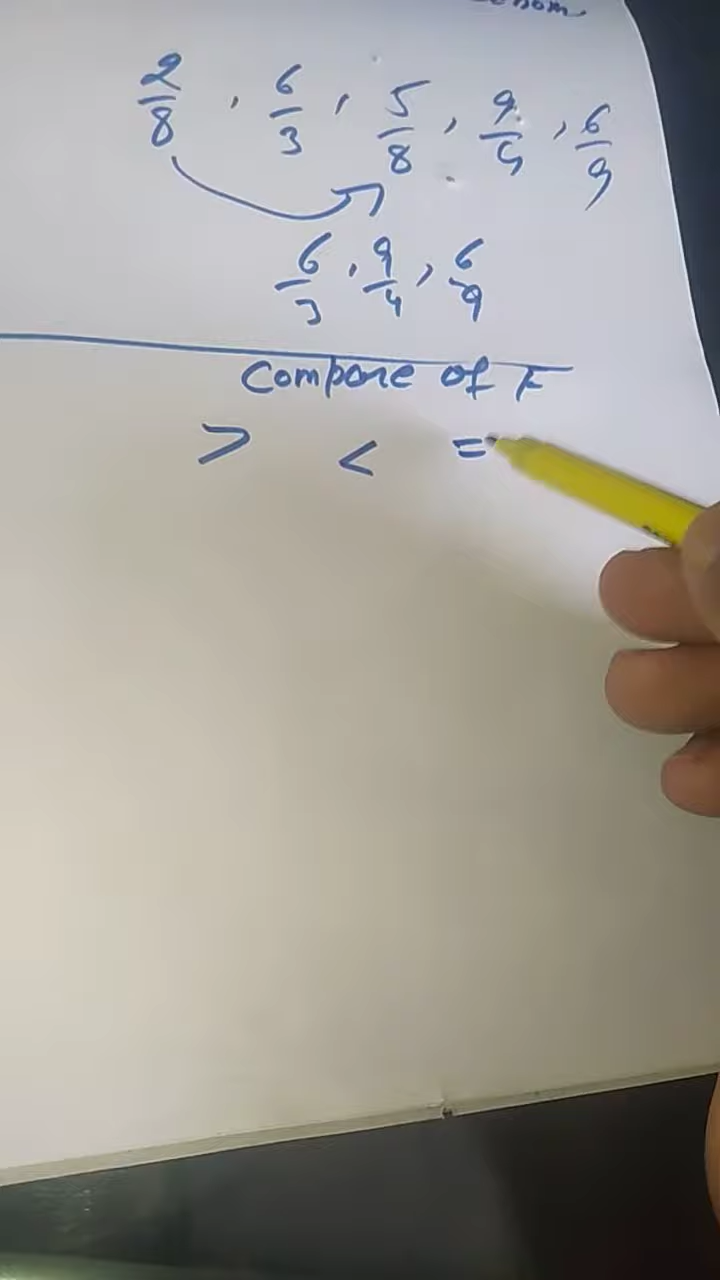 2/8 , 6/3 , 5/8 , 9/4 , 6/9
6/3 , 9/4 , 6/9
Compare of F
> < =